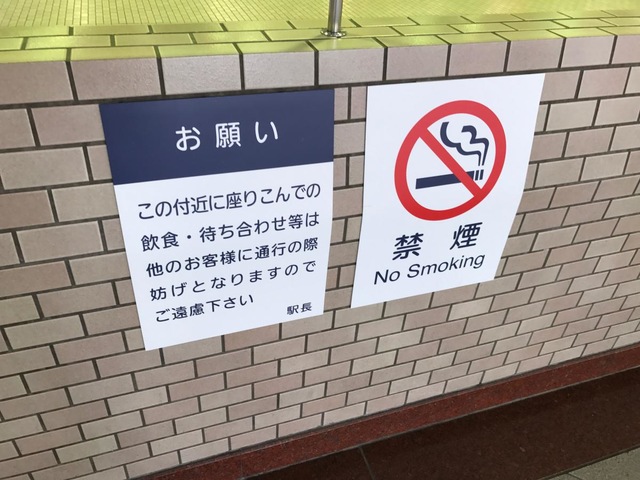 お願い
この付近に座りこんでの
飲食・待ち合わせ等は
他のお客様に通行の際
妨げとなりますので
ご遠慮下さい
駅長
禁煙
No Smoking